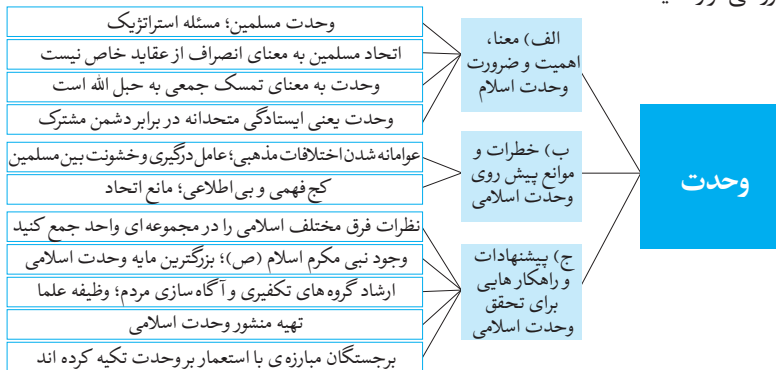 وحدت
الف) معنا،
اهمیت و ضرورت
وحدت اسلام
وحدت مسلمین؛ مسئله استراتژیک
اتحاد مسلمین به معنای انصراف از عقاید خاص نیست
وحدت به معنای تمسک جمعی به حبل الله است
وحدت یعنی ایستادگی متحدانه در برابر دشمن مشترک
ب) خطرات و
موانع پیش روی
وحدت اسلامی
عوامانه شدن اختلافات مذهبی؛ عامل درگیری و خشونت بین مسلمین
کج فهمی و بی اطلاعی؛ مانع اتحاد
ج) پیشنهادات
و راهکار هایی
برای تحقق
وحدت اسلامی
نظرات فرق مختلف اسلامی را در مجموعه ای واحد جمع کنید
وجود نبی مکرم اسلام (ص)؛ بزرگترین مایه وحدت اسلامی
ارشاد گروه های تکفیری و آگاه سازی مردم؛ وظیفه علما
تهیه منشور وحدت اسلامی
برجستگان مبارزه ی با استعمار بر وحدت تکیه کرده اند